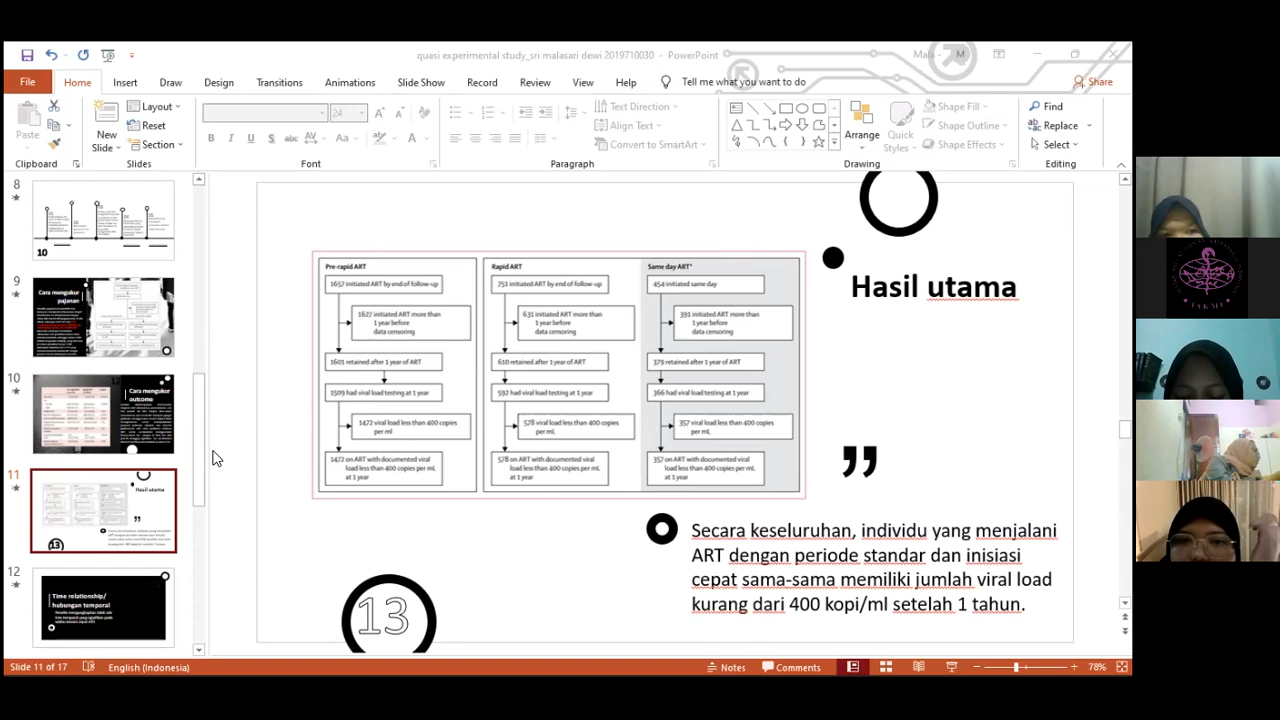 quasi experimental study_sri malasari dewi 2019710030 - PowerPoint
Mala - M
File Home Insert Draw Design Transitions Animations Slide Show Record Review View Help Tell me what you want to do Share
Paste
Clipboard
New Slide
Layout
Reset
Section
Slides
24
B I U S abc AV Aa A
Font
Text Direction
Align Text
Convert to SmartArt
Paragraph
Arrange
Quick Styles
Shape Fill
Shape Outline
Shape Effects
Drawing
Find
Replace
Select
Editing
8
10
9
Cara mengukur
pajanan
10
Cara mengukur
outcome
11
Hasil utama
13
12
Time relationship/
hubungan temporal
Pre-rapid ART
1657 initiated ART by end of follow-up
1627 initiated ART more than
1 year before
data censoring
1601 retained after 1 year of ART
1509 had viral load testing at 1 year
1472 viral load less than 400 copies
per ml
1472 on ART with documented viral
load less than 400 copies per mL
at 1 year
Rapid ART
751 initiated ART by end of follow-up
631 initiated ART more than
1 year before
data censoring
610 retained after 1 year of ART
592 had viral load testing at 1 year
578 viral load less than 400 copies
per mL
578 on ART with documented viral
load less than 400 copies per mL
at 1 year
Same day ART*
454 initiated same day
391 initiated ART more than
1 year before
data censoring
379 retained after 1 year of ART
366 had viral load testing at 1 year
357 viral load less than 400 copies
per mL
357 on ART with documented viral
load less than 400 copies per mL
at 1 year
Hasil utama
”
Secara keseluruhan, individu yang menjalani
ART dengan periode standar dan inisiasi
cepat sama-sama memiliki jumlah viral load
kurang dari 400 kopi/ml setelah 1 tahun.
13
Slide 11 of 17 English (Indonesia) Notes Comments 78%